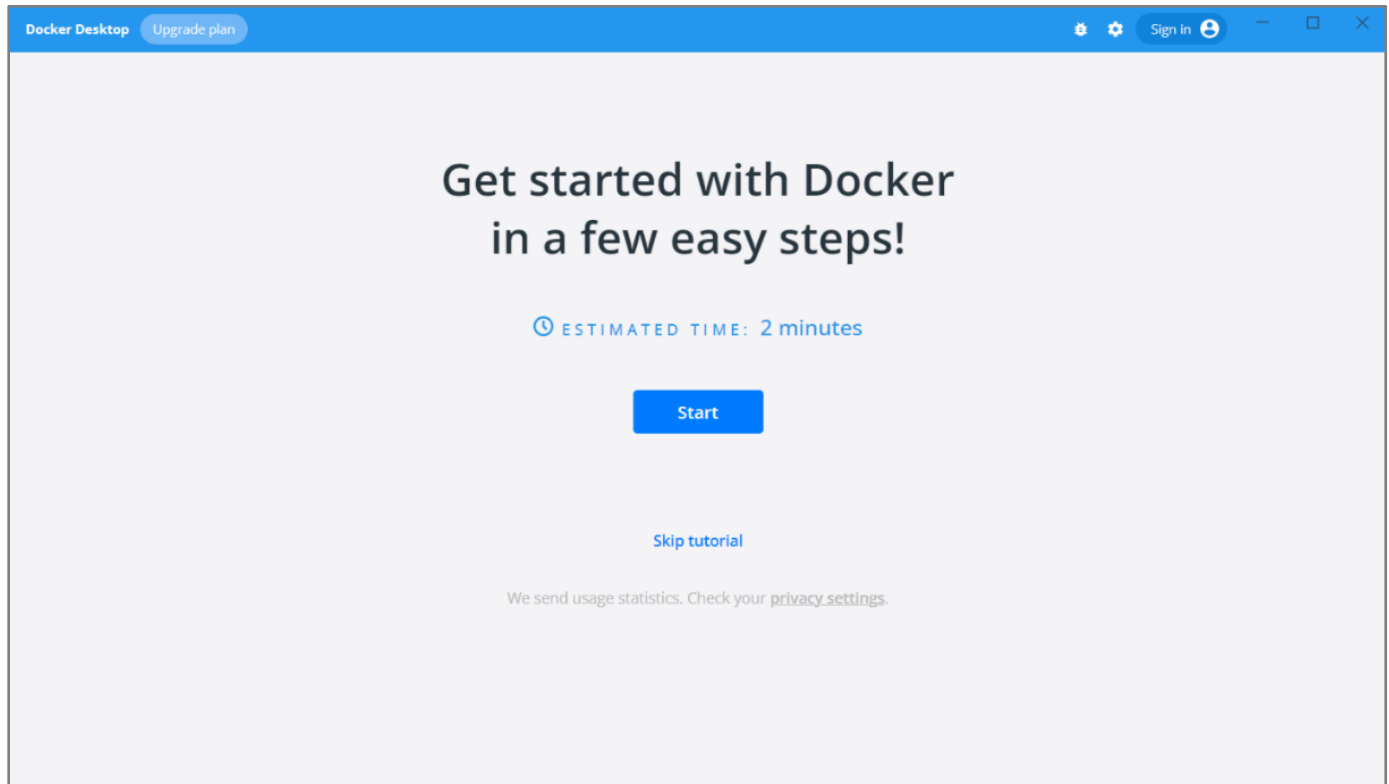 Docker Desktop Upgrade plan Sign in
Get started with Docker
in a few easy steps!
ESTIMATED TIME: 2 minutes
Start
Skip tutorial
We send usage statistics. Check your privacy settings.